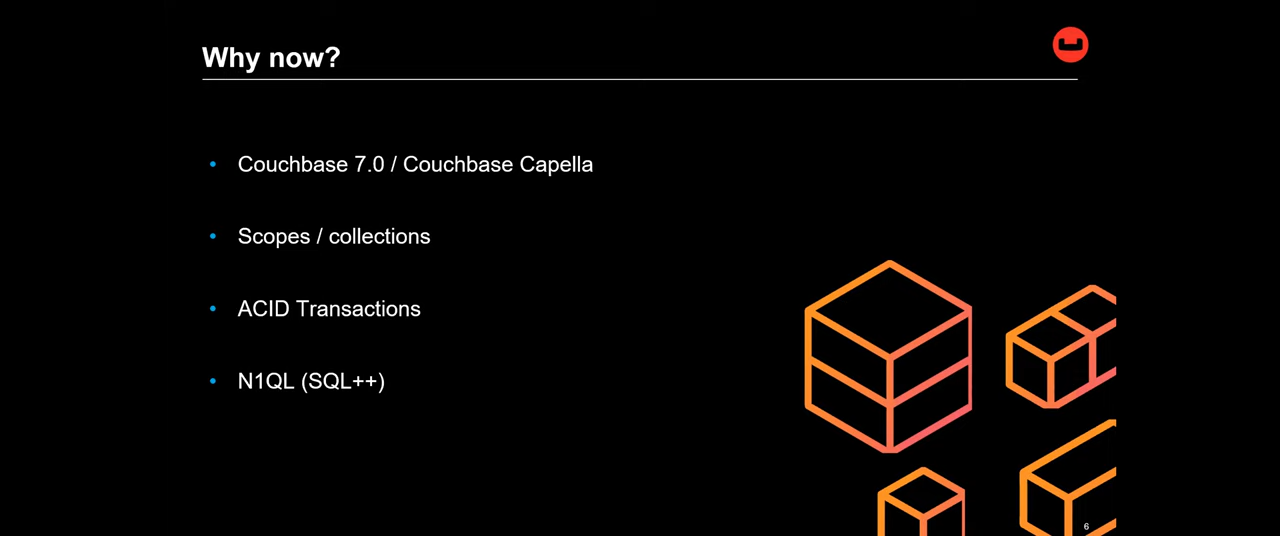 Why now?
• Couchbase 7.0 / Couchbase Capella
• Scopes / collections
• ACID Transactions
• N1QL (SQL++)
6